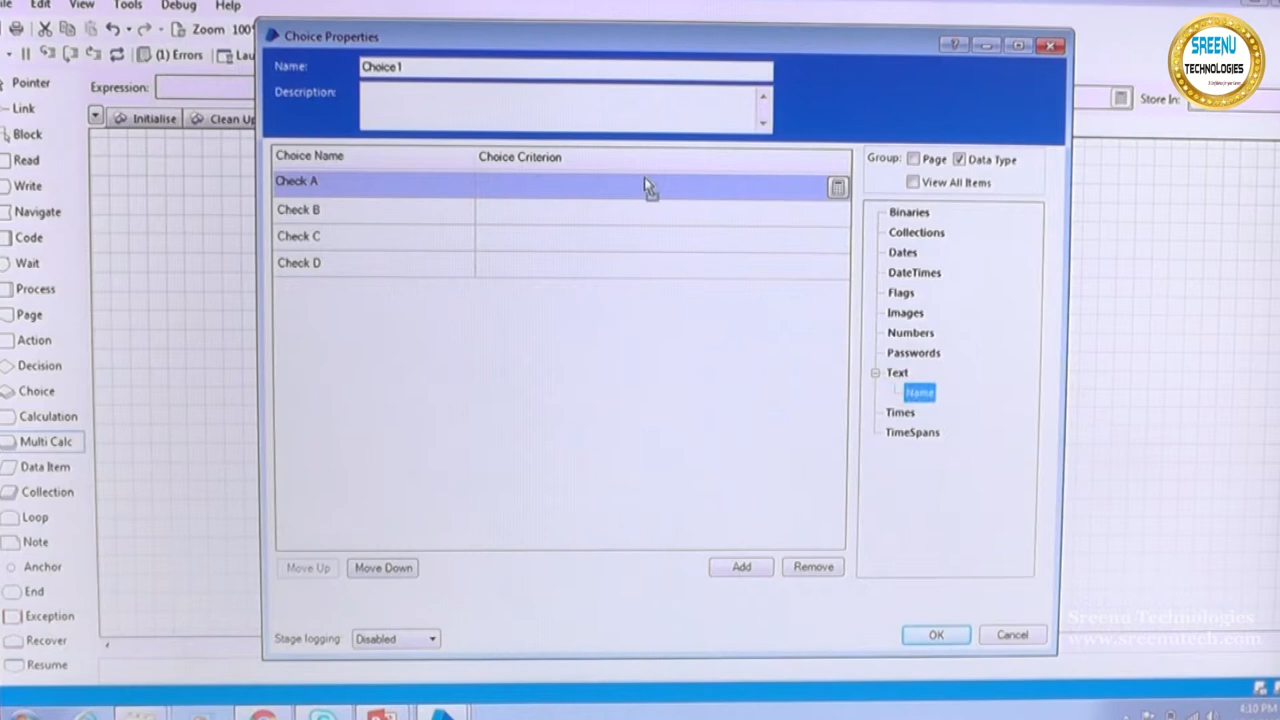 Edit View Tools Debug Help
Zoom 100
(1) Errors
Pointer
Link
Block
Read
Write
Navigate
Code
Wait
Process
Page
Action
Decision
Choice
Calculation
Multi Calc
Data Item
Collection
Loop
Note
Anchor
End
Exception
Recover
Resume
Expression:
Initialise
Clean Up
Store In:
Choice Properties
Name: Choice1
Description:
Choice Name Choice Criterion
Check A
Check B
Check C
Check D
Move Up Move Down Add Remove
Stage logging: Disabled
Group: Page Data Type
View All Items
Binaries
Collections
Dates
DateTimes
Flags
Images
Numbers
Passwords
Text
Name
Times
TimeSpans
OK Cancel
SREENU
TECHNOLOGIES
Sreenu Technologies
www.sreenutech.com
4:10 PM